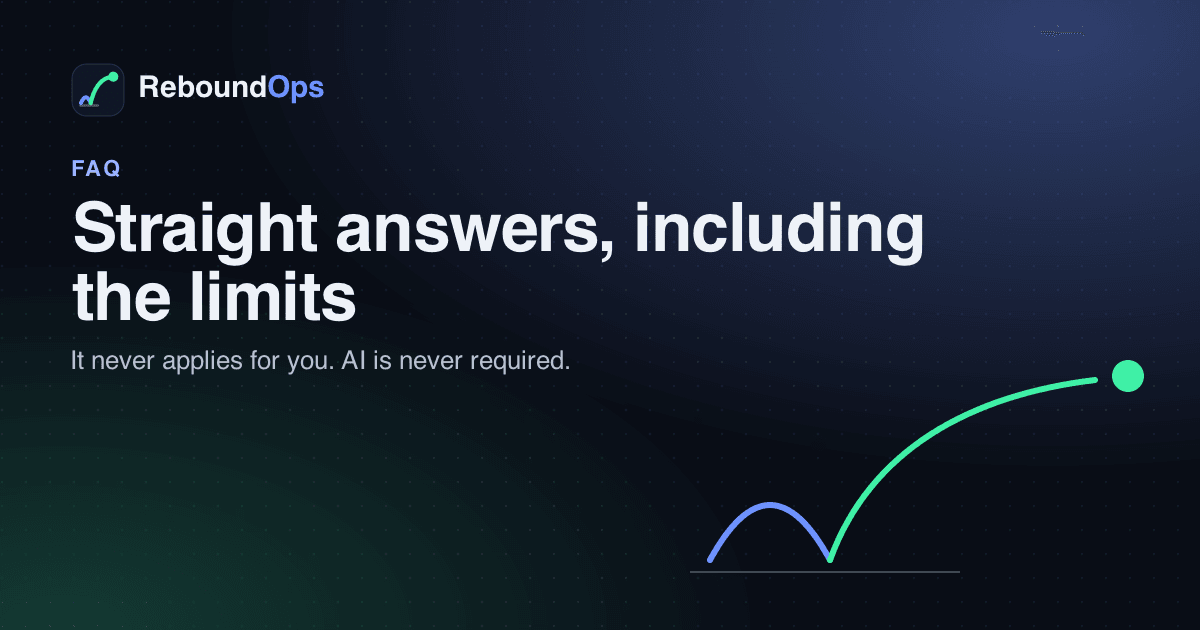 ReboundOps
FAQ
Straight answers, including
the limits
It never applies for you. AI is never required.